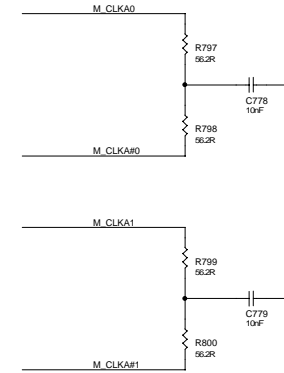 M_CLKA0
R797
56.2R
C778
10nF
R798
56.2R
M_CLKA#0
M_CLKA1
R799
56.2R
C779
10nF
R800
56.2R
M_CLKA#1